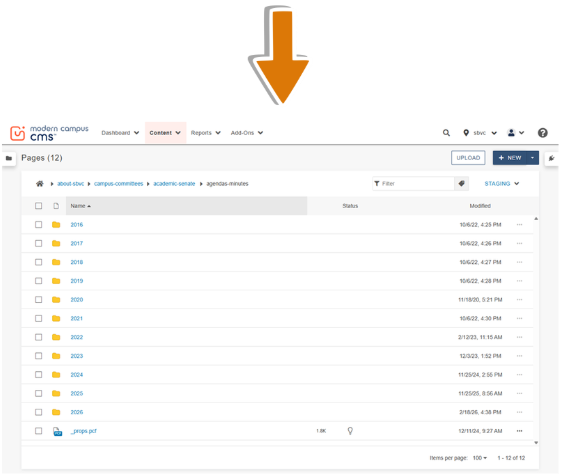 modern campus
cms™
Dashboard
Content
Reports
Add-Ons
sbvc
Pages (12)
UPLOAD
+ NEW
about-sbvc
campus-committees
academic-senate
agendas-minutes
Filter
STAGING
Name Status Modified
2016 10/6/22, 4:25 PM
2017 10/6/22, 4:26 PM
2018 10/6/22, 4:27 PM
2019 10/6/22, 4:28 PM
2020 11/18/20, 5:21 PM
2021 10/6/22, 4:30 PM
2022 2/12/23, 11:15 AM
2023 12/3/23, 1:52 PM
2024 11/25/24, 2:55 PM
2025 11/25/25, 8:56 AM
2026 2/18/26, 4:38 PM
_props.pcf 1.8K 12/11/24, 9:27 AM
Items per page: 100 1 - 12 of 12